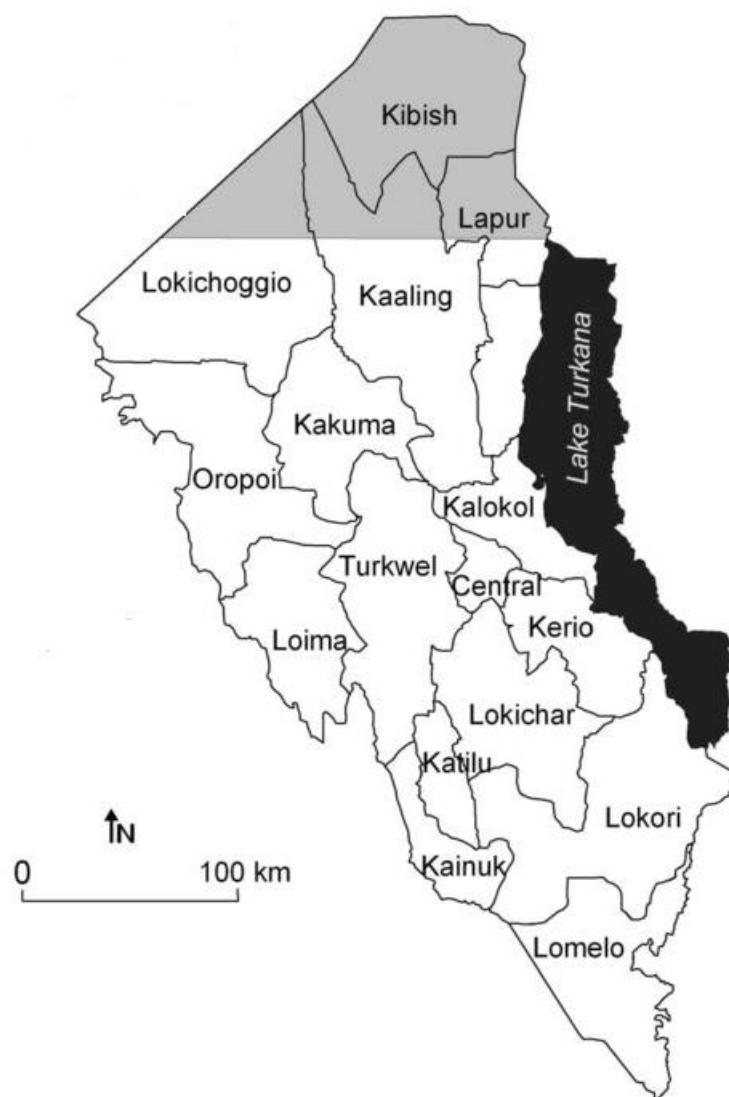 Kibish
Lapur
Lokichoggio
Kaaling
Lake Turkana
Kakuma
Oropoi
Kalokol
Turkwel
Central
Kerio
Loima
Lokichar
Katilu
Lokori
N
0 100 km
Kainuk
Lomelo